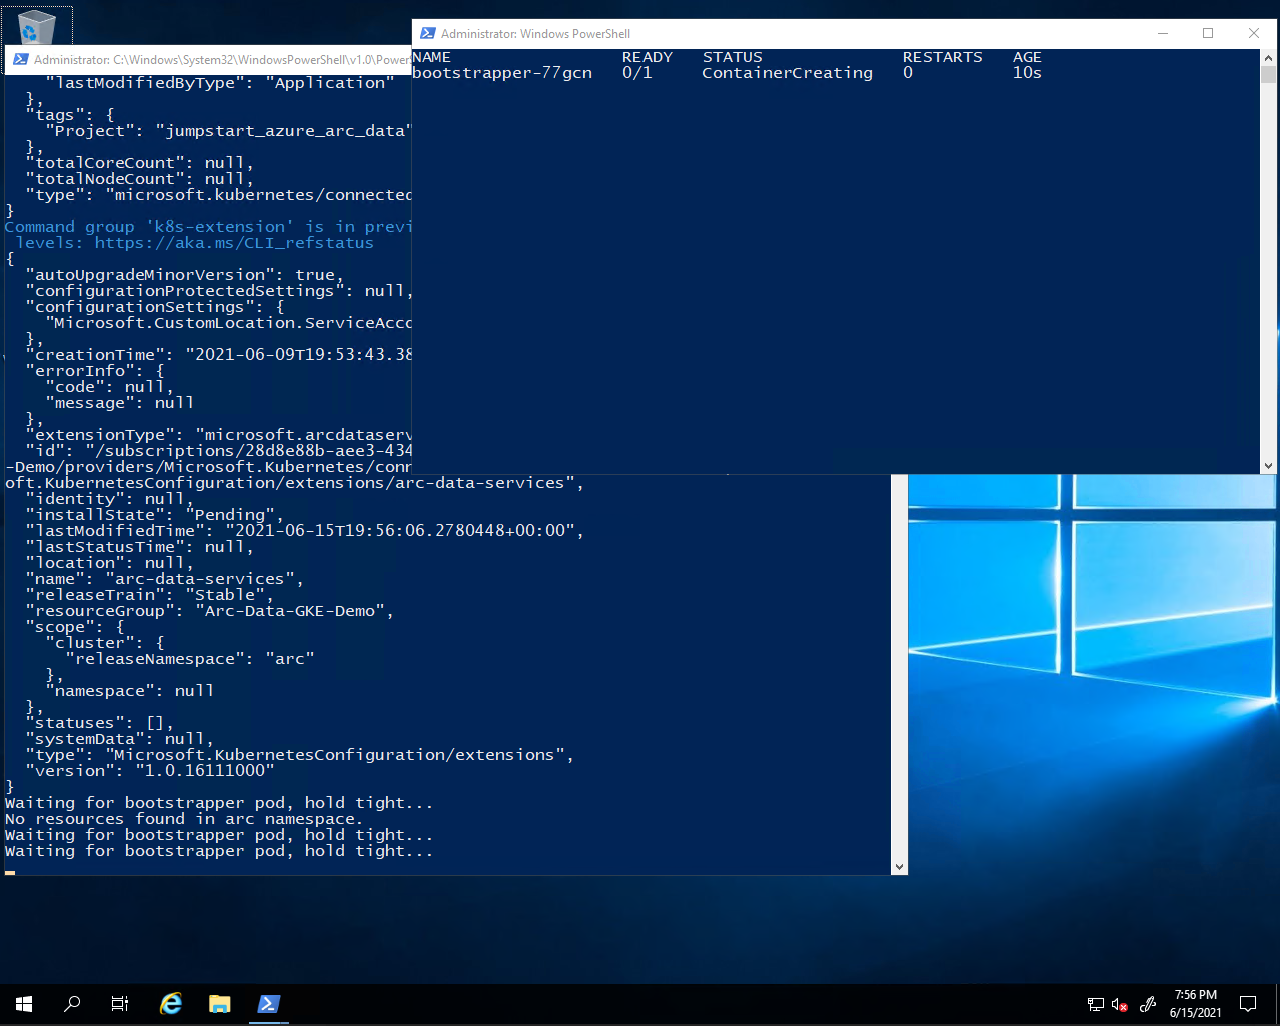 Administrator: Windows PowerShell
NAME READY STATUS RESTARTS AGE
bootstrapper-77gcn 0/1 ContainerCreating 0 10s
Administrator: C:\Windows\System32\WindowsPowerShell\v1.0\Power
"lastModifiedByType": "Application"
},
"tags": {
"Project": "jumpstart_azure_arc_data"
},
"totalCoreCount": null,
"totalNodeCount": null,
"type": "microsoft.kubernetes/connected
}
Command group 'k8s-extension' is in previ
levels: https://aka.ms/CLI_refstatus
{
"autoUpgradeMinorVersion": true,
"configurationProtectedSettings": null,
"configurationSettings": {
"Microsoft.CustomLocation.ServiceAcco
},
"creationTime": "2021-06-09T19:53:43.38
"errorInfo": {
"code": null,
"message": null
},
"extensionType": "microsoft.arcdataserv
"id": "/subscriptions/28d8e88b-aee3-434
-Demo/providers/Microsoft.Kubernetes/conn
oft.KubernetesConfiguration/extensions/arc-data-services",
"identity": null,
"installState": "Pending",
"lastModifiedTime": "2021-06-15T19:56:06.2780448+00:00",
"lastStatusTime": null,
"location": null,
"name": "arc-data-services",
"releaseTrain": "Stable",
"resourceGroup": "Arc-Data-GKE-Demo",
"scope": {
"cluster": {
"releaseNamespace": "arc"
},
"namespace": null
},
"statuses": [],
"systemData": null,
"type": "Microsoft.KubernetesConfiguration/extensions",
"version": "1.0.16111000"
}
Waiting for bootstrapper pod, hold tight...
No resources found in arc namespace.
Waiting for bootstrapper pod, hold tight...
Waiting for bootstrapper pod, hold tight...
7:56 PM
6/15/2021